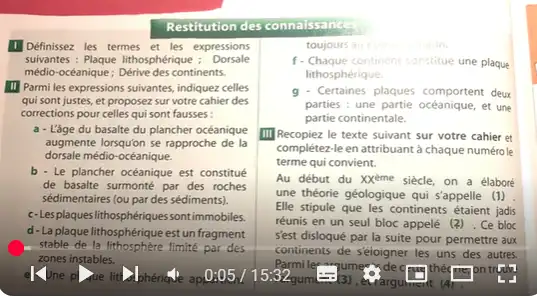 Restitution des connaissances
I Définissez les termes et les expressions
suivantes : Plaque lithosphérique ; Dorsale
médio-océanique ; Dérive des continents.
II Parmi les expressions suivantes, indiquez celles
qui sont justes, et proposez sur votre cahier des
corrections pour celles qui sont fausses :
a - L'âge du basalte du plancher océanique
augmente lorsqu'on se rapproche de la
dorsale médio-océanique.
b - Le plancher océanique est constitué
de basalte surmonté par des roches
sédimentaires (ou par des sédiments).
c - Les plaques lithosphériques sont immobiles.
d - La plaque lithosphérique est un fragment
stable de la lithosphère limité par des
zones instables.
Une plaque lithosphérique
toujours
f - Chaque continent constitue une plaque
lithosphérique.
g - Certaines plaques comportent deux
parties : une partie océanique, et une
partie continentale.
III Recopiez le texte suivant sur votre cahier et
complétez-le en attribuant à chaque numéro le
terme qui convient.
Au début du XXème siècle, on a élaboré
une théorie géologique qui s'appelle (1) .
Elle stipule que les continents étaient jadis
réunis en un seul bloc appelé (2) . Ce bloc
s'est disloqué par la suite pour permettre aux
continents de s'éloigner les uns des autres.
Parmi les arguments de cette théorie, on trouve
l'argument (3) , et l'argument (4) .
0:05 / 15:32